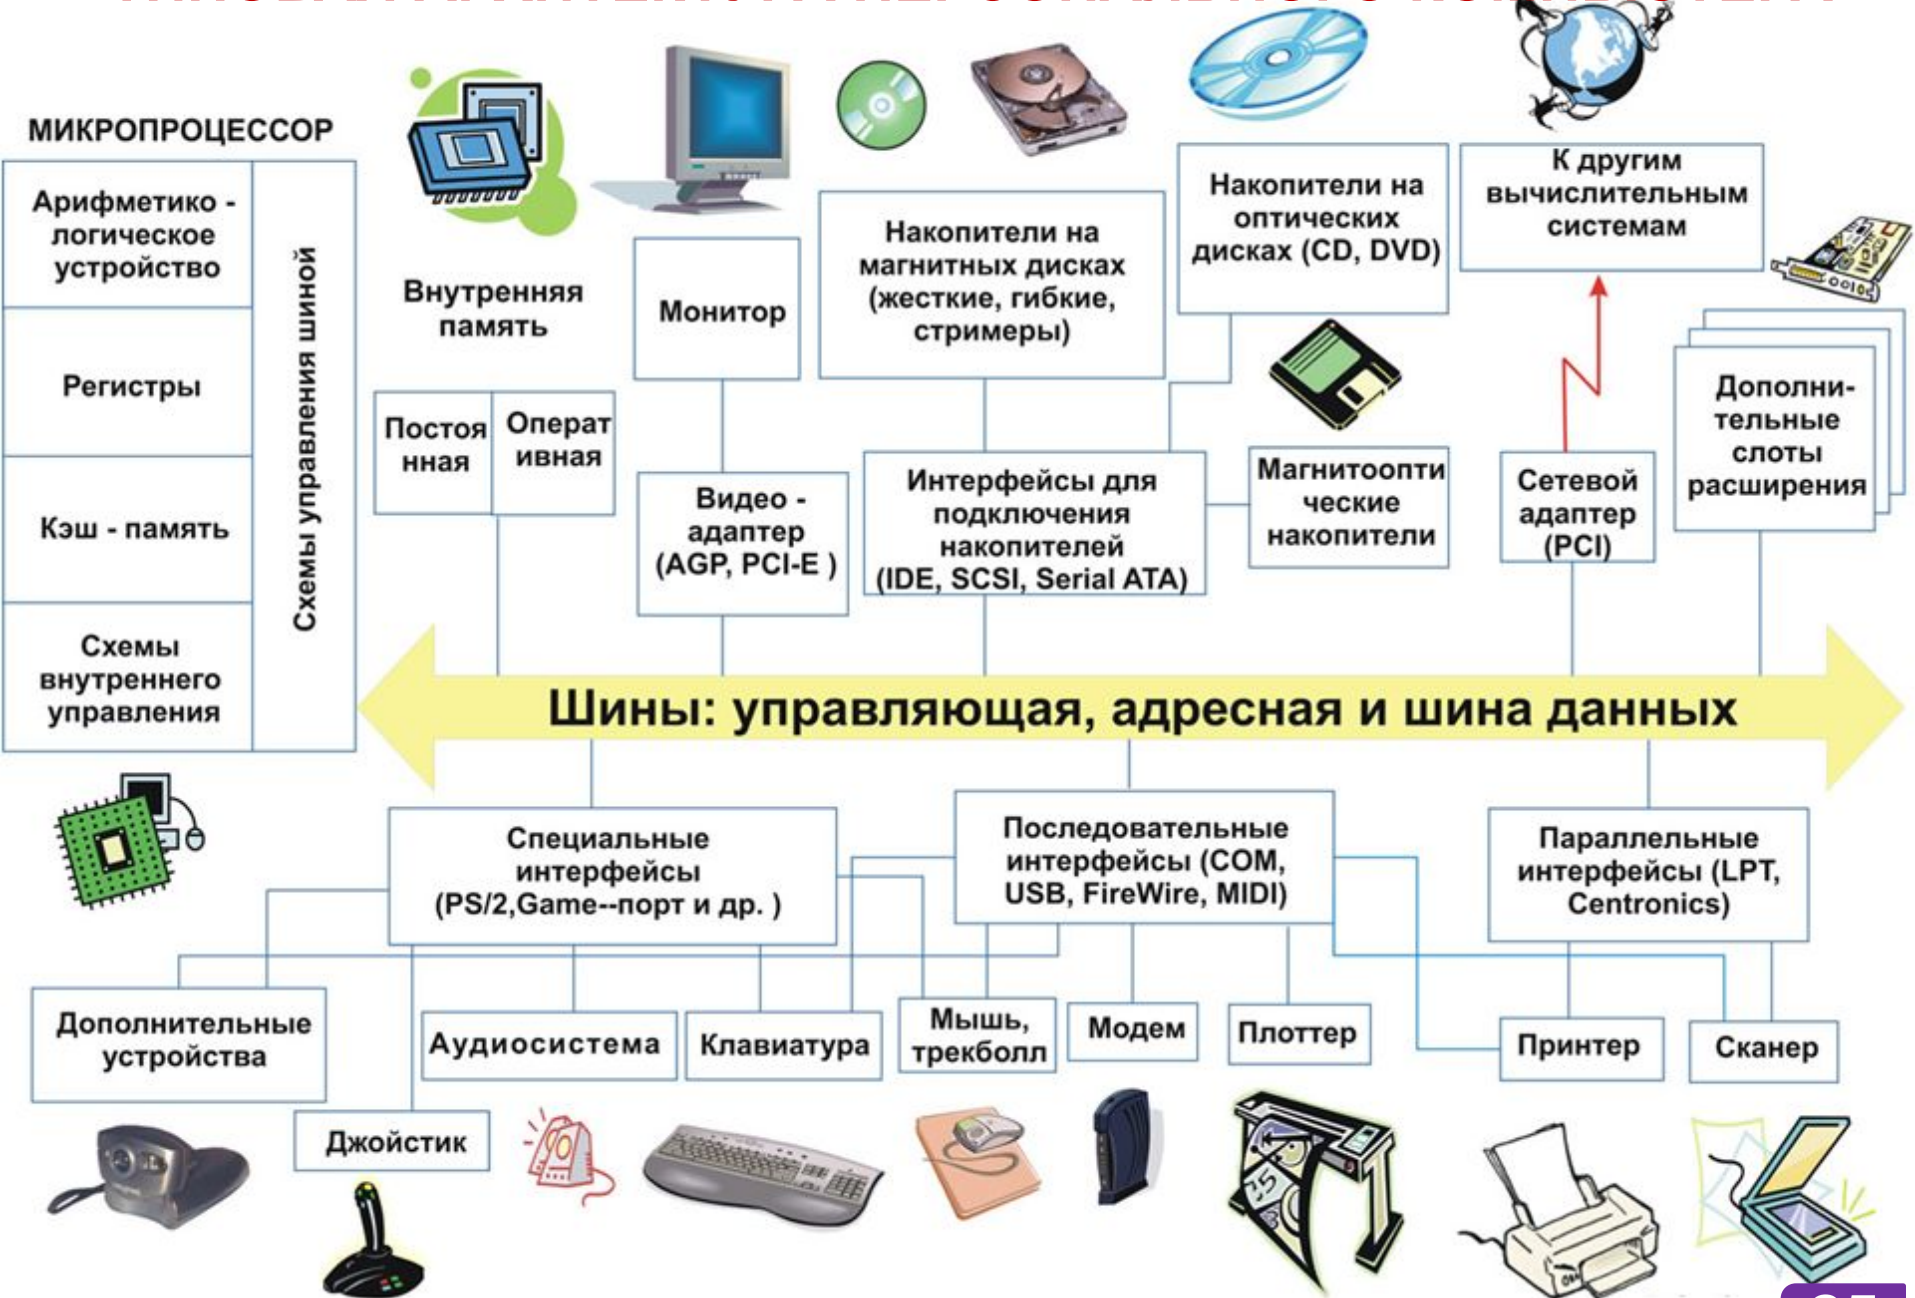 МИКРОПРОЦЕССОР
Арифметико -
логическое
устройство
Регистры
Кэш - память
Схемы
внутреннего
управления
Схемы управления шиной
Внутренняя
память
Постоя
нная
Операт
ивная
Монитор
Видео -
адаптер
(AGP, PCI-E )
Накопители на
магнитных дисках
(жесткие, гибкие,
стримеры)
Накопители на
оптических
дисках (CD, DVD)
Интерфейсы для
подключения
накопителей
(IDE, SCSI, Serial ATA)
Магнитоопти
ческие
накопители
К другим
вычислительным
системам
Сетевой
адаптер
(PCI)
Дополни-
тельные
слоты
расширения
Шины: управляющая, адресная и шина данных
Специальные
интерфейсы
(PS/2,Game--порт и др. )
Последовательные
интерфейсы (COM,
USB, FireWire, MIDI)
Параллельные
интерфейсы (LPT,
Centronics)
Дополнительные
устройства
Джойстик
Аудиосистема
Клавиатура
Мышь,
трекболл
Модем
Плоттер
Принтер
Сканер